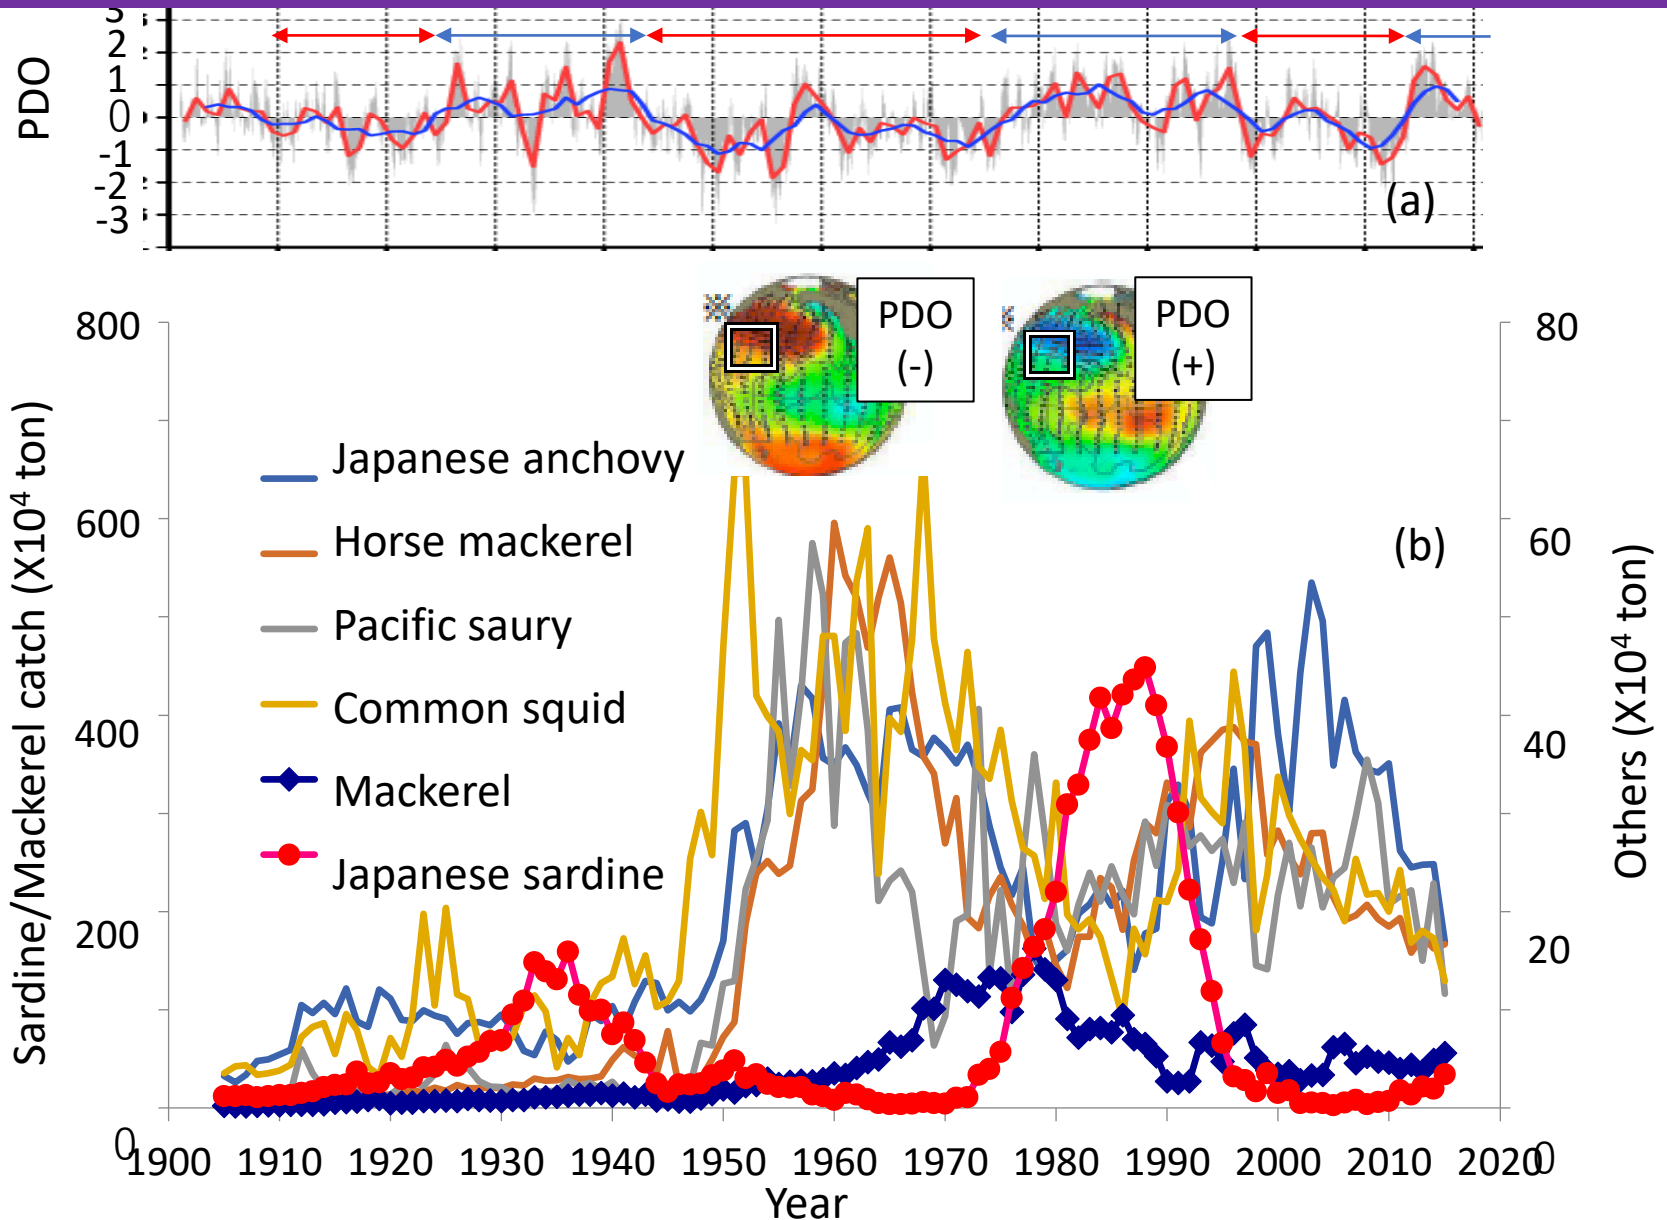 PDO
3
2
1
0
-1
-2
-3
(a)
※
PDO
(-)
※
PDO
(+)
Sardine/Mackerel catch (X10⁴ ton)
800
600
400
200
0
Japanese anchovy
Horse mackerel
Pacific saury
Common squid
Mackerel
Japanese sardine
(b)
80
60
40
20
0
Others (X10⁴ ton)
1900 1910 1920 1930 1940 1950 1960 1970 1980 1990 2000 2010 2020
Year